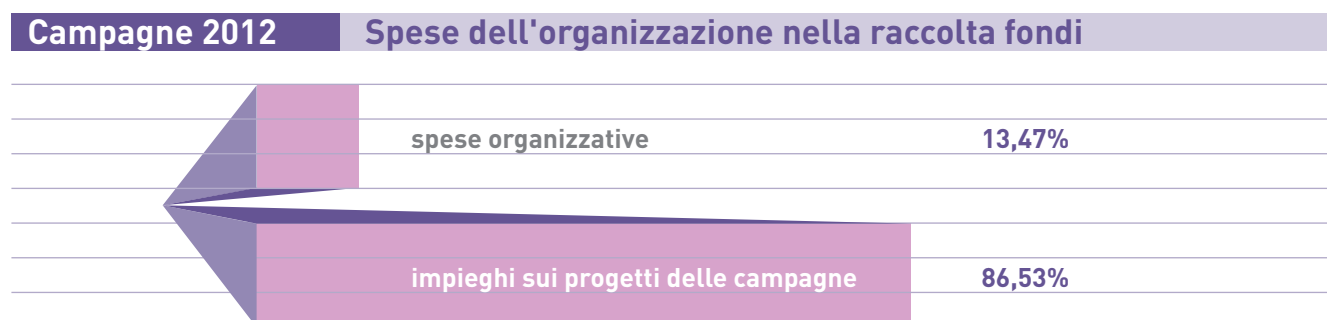 Campagne 2012 Spese dell'organizzazione nella raccolta fondi
spese organizzative 13,47%
impieghi sui progetti delle campagne 86,53%